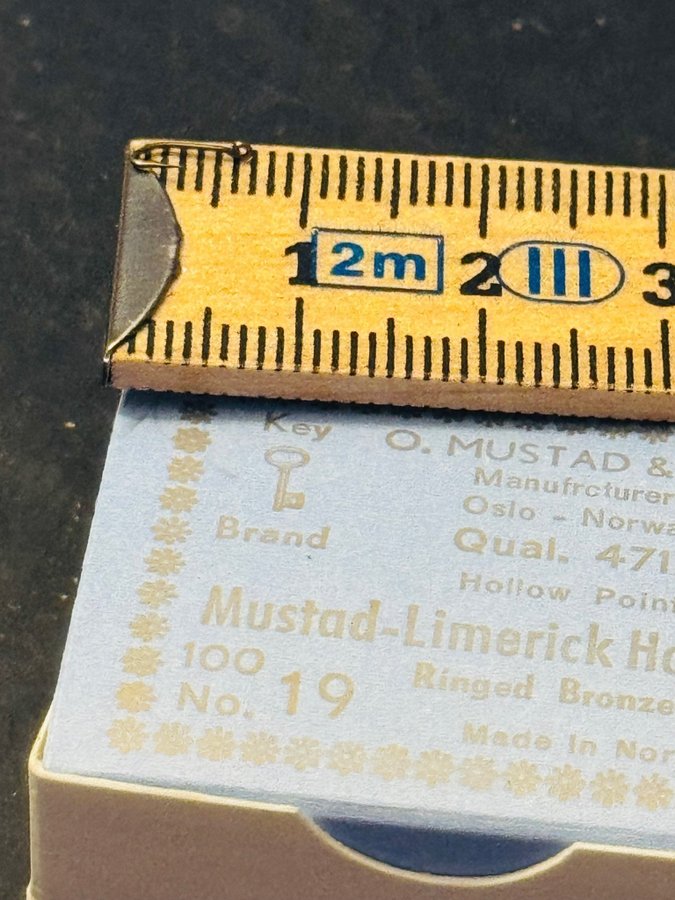 1 2m 2 III 3
Key
Brand
O. MUSTAD &
Manufrcturer
Oslo - Norwa
Qual. 471
Hollow Point
Mustad-Limerick Ho
100
Ringed Bronze
No. 19
Made in Nor